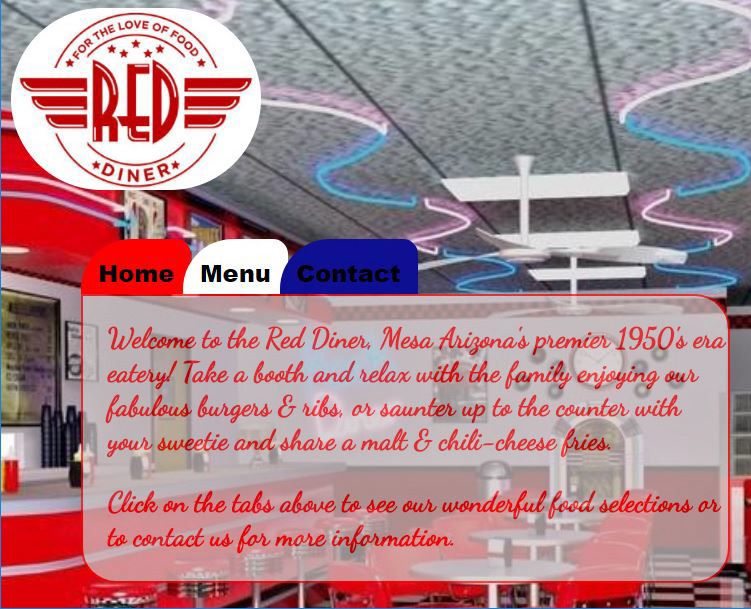 FOR THE LOVE OF FOOD
RED
DINER
Home Menu Contact
Welcome to the Red Diner, Mesa Arizona's premier 1950's era
eatery! Take a booth and relax with the family enjoying our
fabulous burgers & ribs, or saunter up to the counter with
your sweetie and share a malt & chili-cheese fries.
Click on the tabs above to see our wonderful food selections or
to contact us for more information.